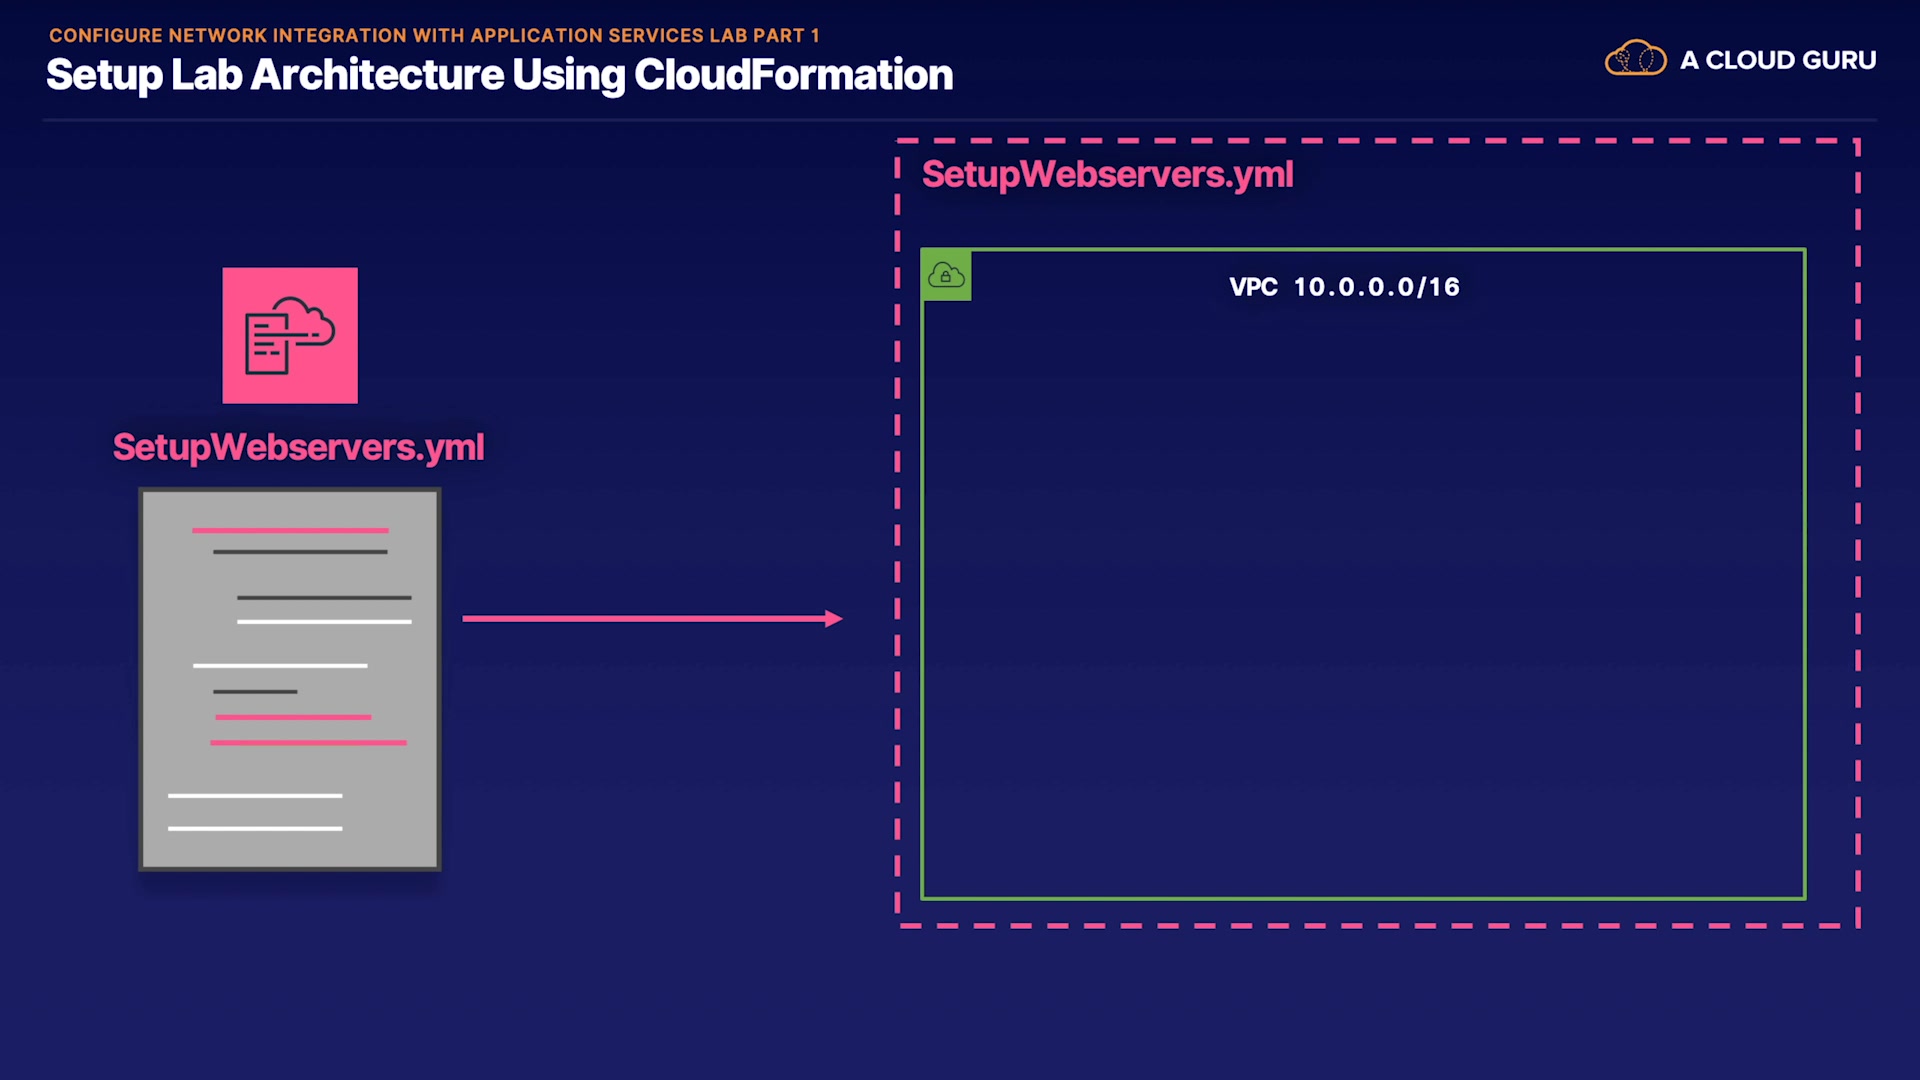 CONFIGURE NETWORK INTEGRATION WITH APPLICATION SERVICES LAB PART 1
Setup Lab Architecture Using CloudFormation
A CLOUD GURU
SetupWebservers.yml
VPC 10.0.0.0/16
SetupWebservers.yml